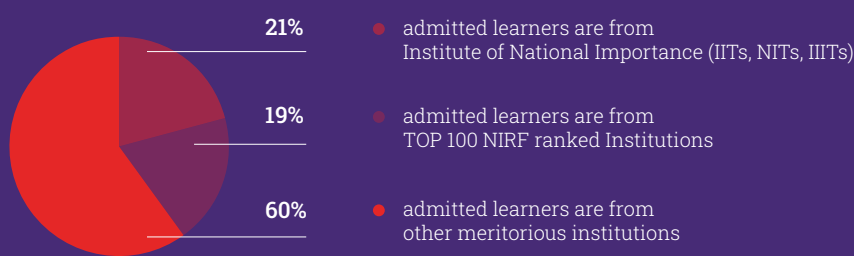 21%
admitted learners are from
Institute of National Importance (IITs, NITs, IIITs)
19%
admitted learners are from
TOP 100 NIRF ranked Institutions
60%
admitted learners are from
other meritorious institutions